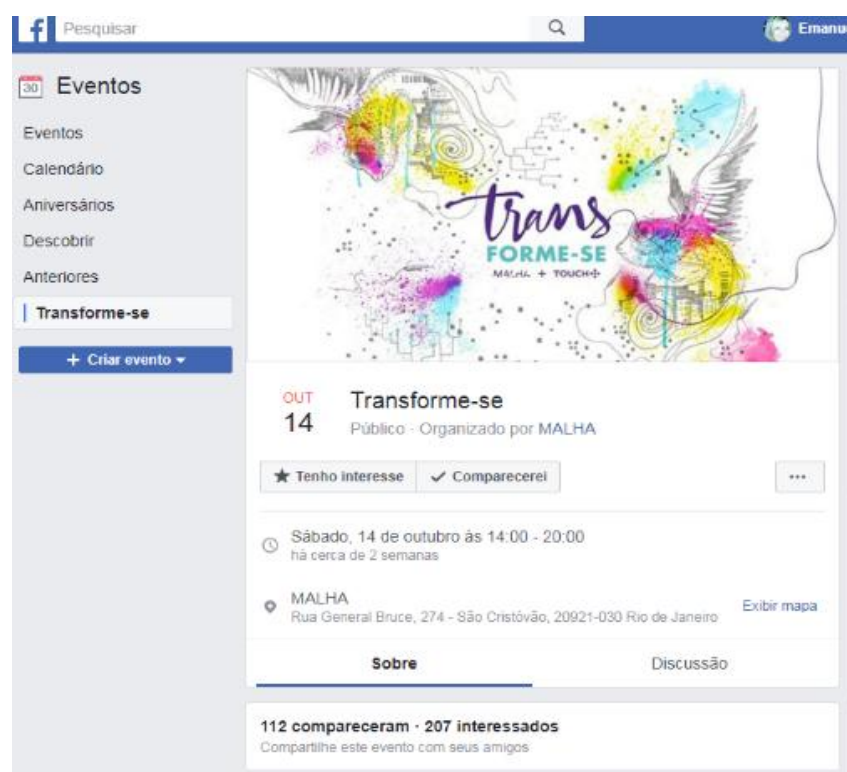 f Pesquisar Emanu
30 Eventos
Eventos
Calendário
Aniversários
Descobrir
Anteriores
Transforme-se
+ Criar evento
trans
FORME-SE
MALHA + TOUCH
OUT
14
Transforme-se
Público · Organizado por MALHA
Tenho interesse Comparecerei ...
Sábado, 14 de outubro às 14:00 - 20:00
há cerca de 2 semanas
MALHA
Rua General Bruce, 274 - São Cristóvão, 20921-030 Rio de Janeiro Exibir mapa
Sobre Discussão
112 compareceram · 207 interessados
Compartilhe este evento com seus amigos